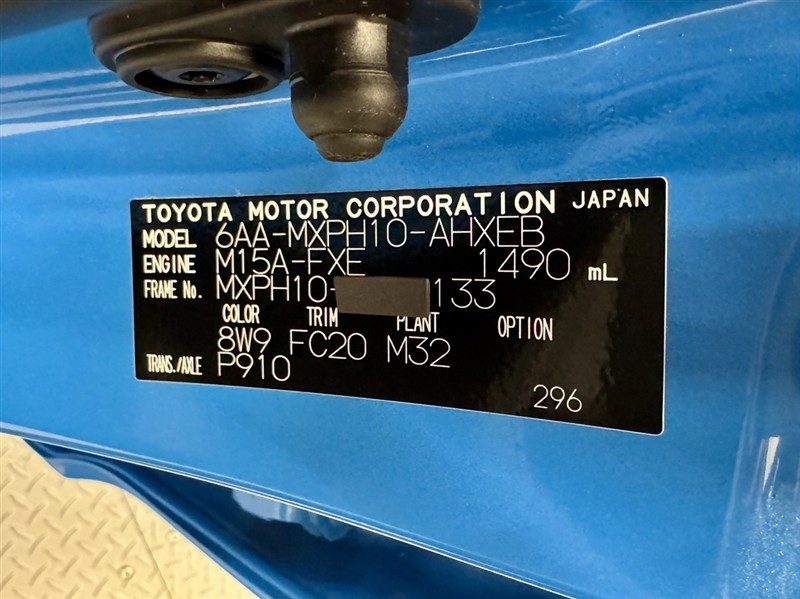 TOYOTA MOTOR CORPORATION JAPAN
MODEL 6AA-MXPH10-AHXEB
ENGINE M15A-FXE 1490 mL
FRAME No. MXPH10- 133
COLOR TRIM PLANT OPTION
8W9 FC20 M32
TRANS./AXLE P910
296